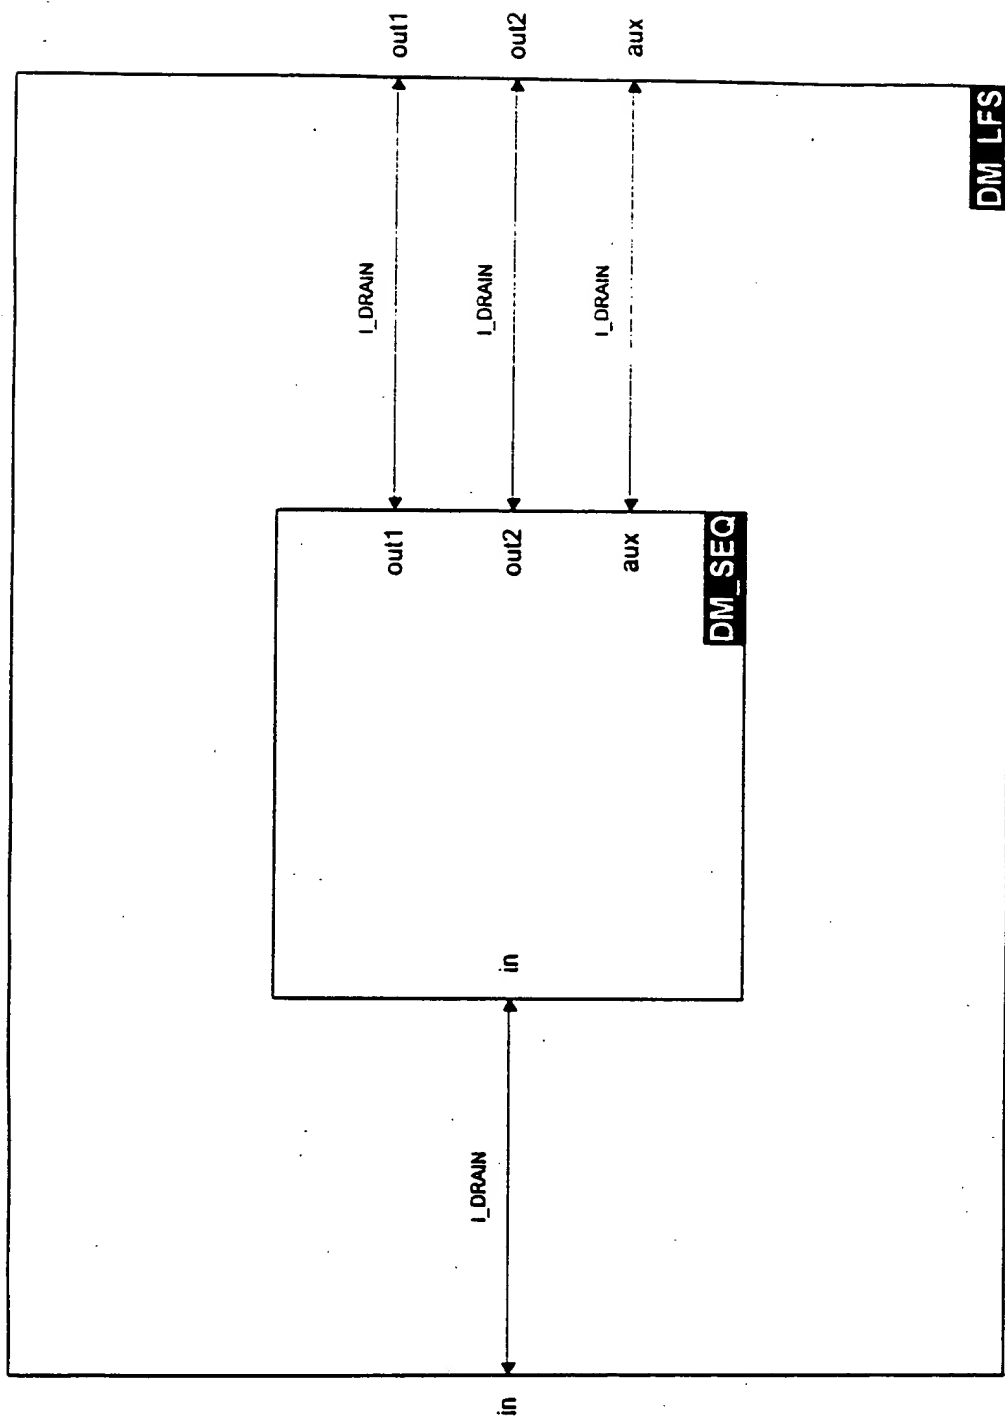 out1
out2
aux
I_DRAIN
I_DRAIN
I_DRAIN
out1
out2
aux
in
I_DRAIN
in
DM_SEQ
DM_LFS